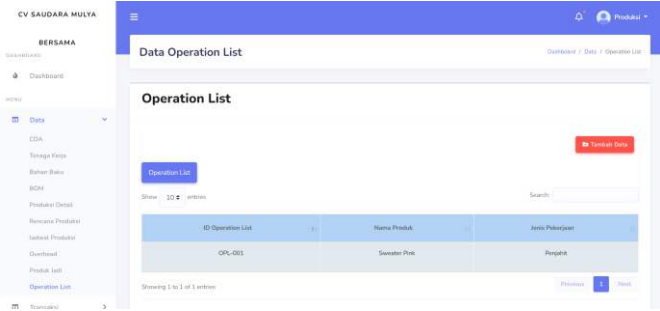 CV SAUDARA MULYA
BERSAMA
DASHBOARD
Dashboard
MENU
Data
COA
Tenaga Kerja
Bahan Baku
BOM
Produksi Detail
Rencana Produksi
Jadwal Produksi
Overhead
Produk Jadi
Operation List
Transaksi
Produksi
Data Operation List
Dashboard / Data / Operation List
Operation List
Tambah Data
Operation List
Show 10 entries
Search:
ID Operation List Nama Produk Jenis Pekerjaan
OPL-001 Sweater Pink Penjahit
Showing 1 to 1 of 1 entries
Previous 1 Next